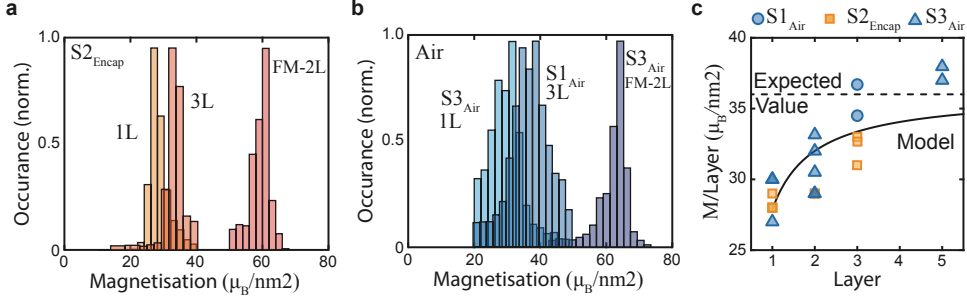 a
S2Encap
FM-2L
1L
3L
Occurance (norm.)
1.0
0.5
0
0
20
40
60
80
Magnetisation (μB/nm2)
b
Air
S3Air
1L
S1Air
3L
S3Air
FM-2L
Occurance (norm.)
1.0
0.5
0
0
20
40
60
80
Magnetisation (μB/nm2)
c
S1Air
S2Encap
S3Air
Expected
Value
Model
M/Layer (μB/nm2)
40
35
30
25
1
2
3
4
5
Layer